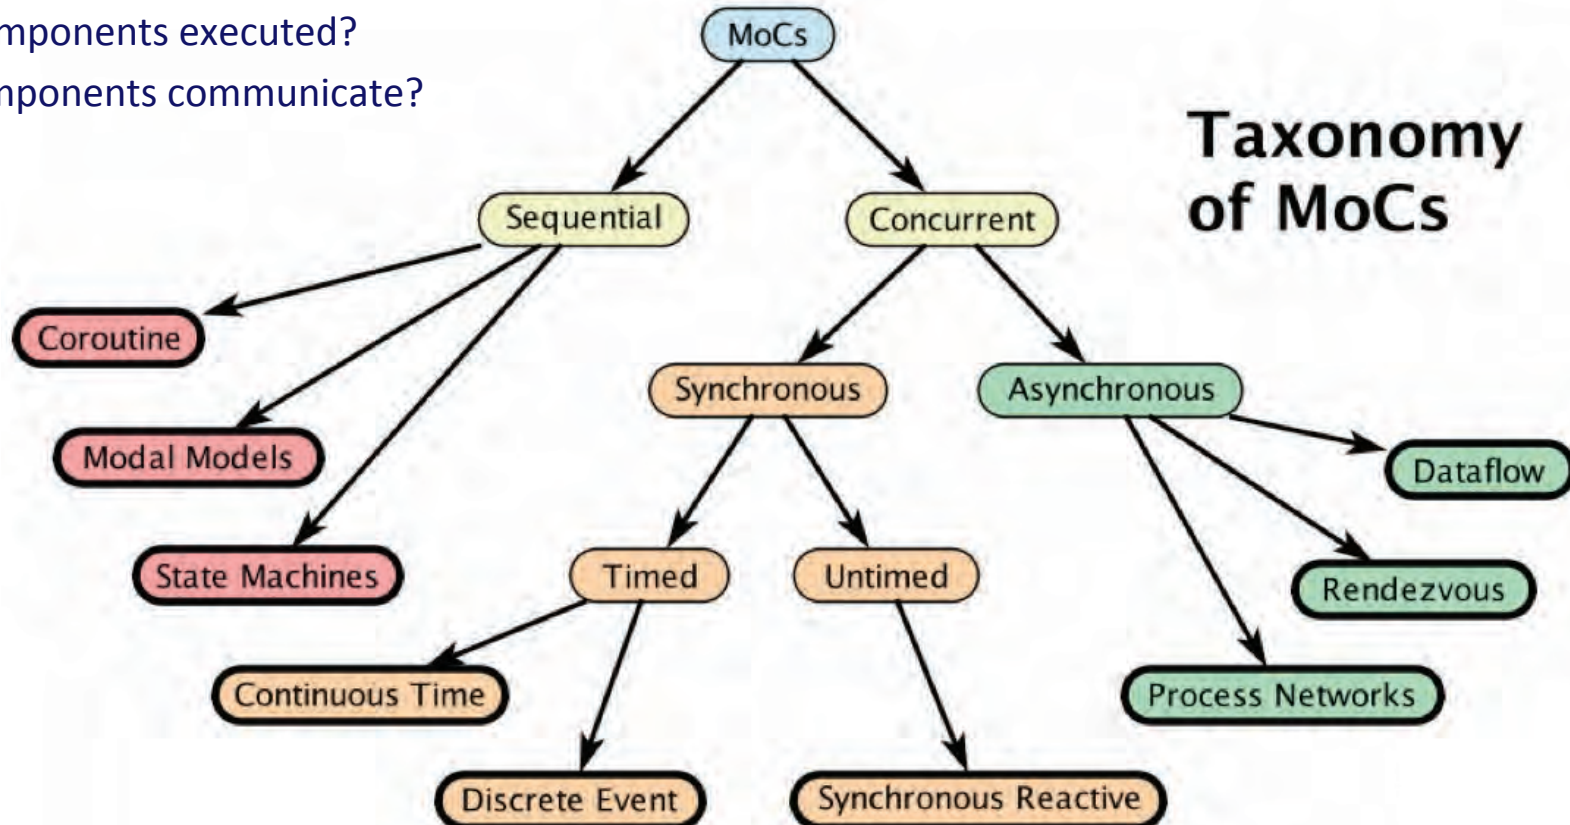 mponents executed?
mponents communicate?
MoCs
Taxonomy
of MoCs
Sequential
Concurrent
Coroutine
Synchronous
Asynchronous
Modal Models
Dataflow
State Machines
Timed
Untimed
Rendezvous
Continuous Time
Process Networks
Discrete Event
Synchronous Reactive